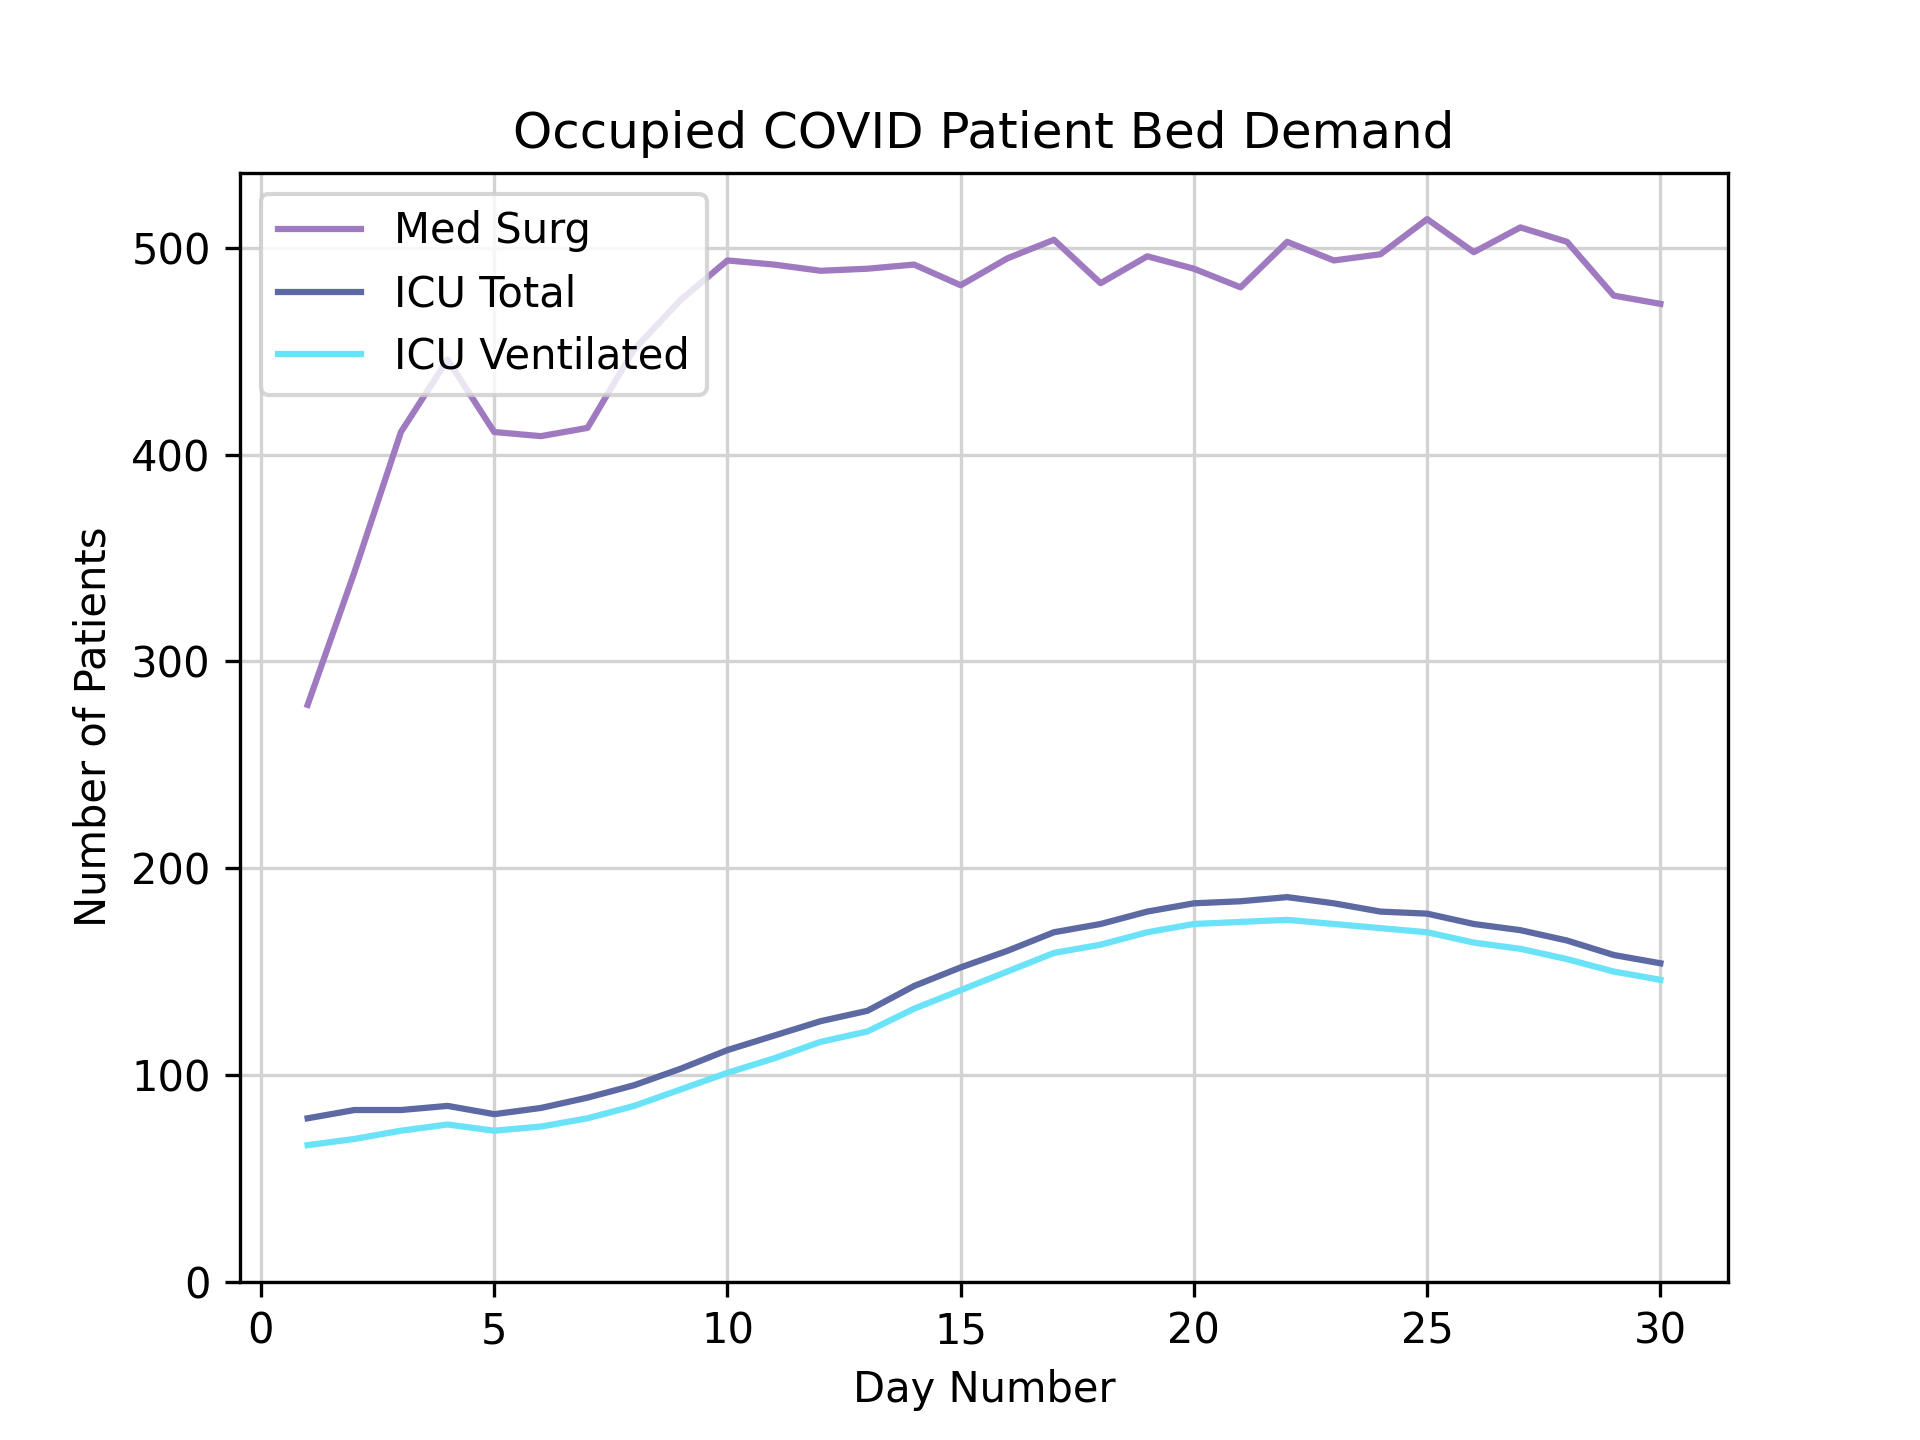 Occupied COVID Patient Bed Demand
Med Surg
ICU Total
ICU Ventilated
500
400
300
200
100
0
Number of Patients
0 5 10 15 20 25 30
Day Number